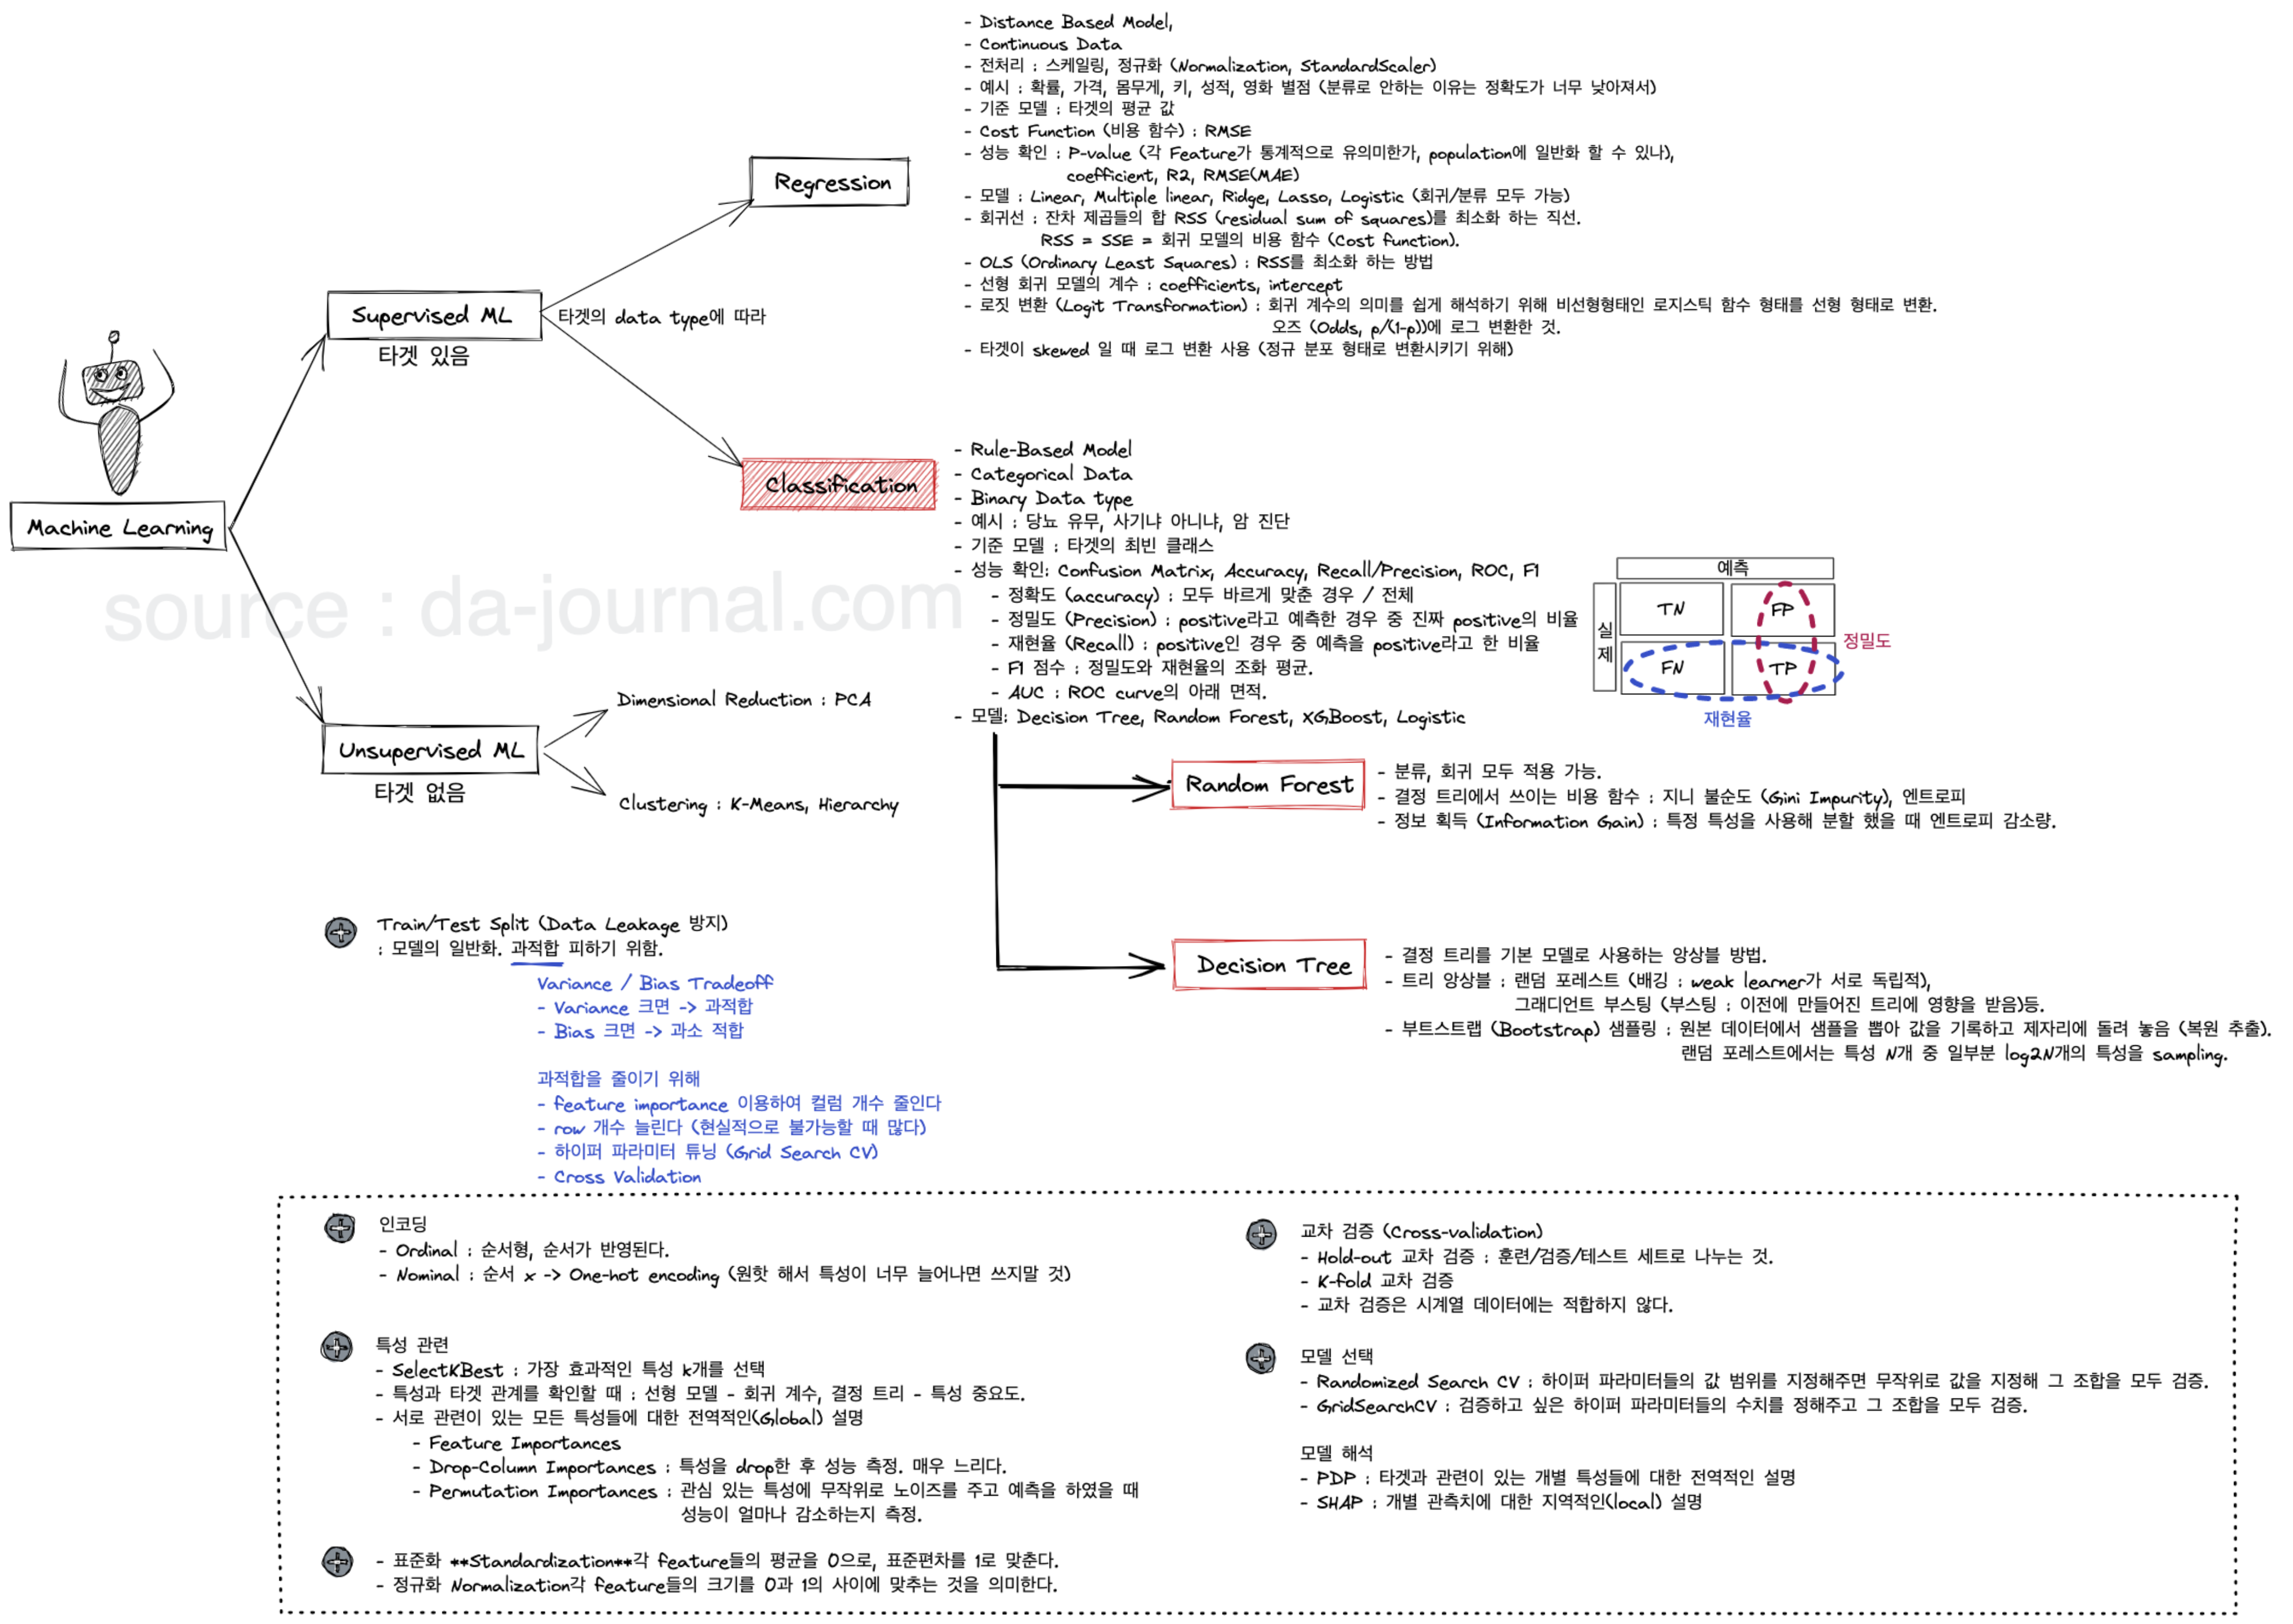 Machine Learning
Supervised ML
타겟 있음
타겟의 data type에 따라
Regression
- Distance Based Model,
- Continuous Data
- 전처리 : 스케일링, 정규화 (Normalization, StandardScaler)
- 예시 : 확률, 가격, 몸무게, 키, 성적, 영화 별점 (분류로 안하는 이유는 정확도가 너무 낮아져서)
- 기준 모델 : 타겟의 평균 값
- Cost Function (비용 함수) : RMSE
- 성능 확인 : P-value (각 Feature가 통계적으로 유의미한가, population에 일반화 할 수 있나),
coefficient, R2, RMSE(MAE)
- 모델 : Linear, Multiple linear, Ridge, Lasso, Logistic (회귀/분류 모두 가능)
- 회귀선 : 잔차 제곱들의 합 RSS (residual sum of squares)를 최소화 하는 직선.
RSS = SSE = 회귀 모델의 비용 함수 (Cost function).
- OLS (Ordinary Least Squares) : RSS를 최소화 하는 방법
- 선형 회귀 모델의 계수 : coefficients, intercept
- 로짓 변환 (Logit Transformation) : 회귀 계수의 의미를 쉽게 해석하기 위해 비선형형태인 로지스틱 함수 형태를 선형 형태로 변환.
오즈 (Odds, p/(1-p))에 로그 변환한 것.
- 타겟이 skewed 일 때 로그 변환 사용 (정규 분포 형태로 변환시키기 위해)
Classification
- Rule-Based Model
- Categorical Data
- Binary Data type
- 예시 : 당뇨 유무, 사기냐 아니냐, 암 진단
- 기준 모델 : 타겟의 최빈 클래스
- 성능 확인: Confusion Matrix, Accuracy, Recall/Precision, ROC, F1
- 정확도 (accuracy) : 모두 바르게 맞춘 경우 / 전체
- 정밀도 (Precision) : positive라고 예측한 경우 중 진짜 positive의 비율
- 재현율 (Recall) : positive인 경우 중 예측을 positive라고 한 비율
- F1 점수 : 정밀도와 재현율의 조화 평균.
- AUC : ROC curve의 아래 면적.
- 모델: Decision Tree, Random Forest, XGBoost, Logistic
예측
실제
TN
FP
FN
TP
정밀도
재현율
source : da-journal.com
Unsupervised ML
타겟 없음
Dimensional Reduction : PCA
Clustering : K-Means, Hierarchy
Random Forest
- 분류, 회귀 모두 적용 가능.
- 결정 트리에서 쓰이는 비용 함수 : 지니 불순도 (Gini Impurity), 엔트로피
- 정보 획득 (Information Gain) : 특정 특성을 사용해 분할 했을 때 엔트로피 감소량.
Decision Tree
- 결정 트리를 기본 모델로 사용하는 앙상블 방법.
- 트리 앙상블 : 랜덤 포레스트 (배깅 : weak learner가 서로 독립적),
그래디언트 부스팅 (부스팅 : 이전에 만들어진 트리에 영향을 받음)등.
- 부트스트랩 (Bootstrap) 샘플링 : 원본 데이터에서 샘플을 뽑아 값을 기록하고 제자리에 돌려 놓음 (복원 추출).
랜덤 포레스트에서는 특성 N개 중 일부분 log2N개의 특성을 sampling.
Train/Test Split (Data Leakage 방지)
: 모델의 일반화. 과적합 피하기 위함.
Variance / Bias Tradeoff
- Variance 크면 -> 과적합
- Bias 크면 -> 과소 적합
과적합을 줄이기 위해
- feature importance 이용하여 컬럼 개수 줄인다
- row 개수 늘린다 (현실적으로 불가능할 때 많다)
- 하이퍼 파라미터 튜닝 (Grid Search CV)
- Cross Validation
인코딩
- Ordinal : 순서형, 순서가 반영된다.
- Nominal : 순서 x -> One-hot encoding (원핫 해서 특성이 너무 늘어나면 쓰지말 것)
특성 관련
- SelectKBest : 가장 효과적인 특성 k개를 선택
- 특성과 타겟 관계를 확인할 때 : 선형 모델 - 회귀 계수, 결정 트리 - 특성 중요도.
- 서로 관련이 있는 모든 특성들에 대한 전역적인(Global) 설명
- Feature Importances
- Drop-Column Importances : 특성을 drop한 후 성능 측정. 매우 느리다.
- Permutation Importances : 관심 있는 특성에 무작위로 노이즈를 주고 예측을 하였을 때
성능이 얼마나 감소하는지 측정.
- 표준화 **Standardization**각 feature들의 평균을 0으로, 표준편차를 1로 맞춘다.
- 정규화 Normalization각 feature들의 크기를 0과 1의 사이에 맞추는 것을 의미한다.
교차 검증 (Cross-validation)
- Hold-out 교차 검증 : 훈련/검증/테스트 세트로 나누는 것.
- K-fold 교차 검증
- 교차 검증은 시계열 데이터에는 적합하지 않다.
모델 선택
- Randomized Search CV : 하이퍼 파라미터들의 값 범위를 지정해주면 무작위로 값을 지정해 그 조합을 모두 검증.
- GridSearchCV : 검증하고 싶은 하이퍼 파라미터들의 수치를 정해주고 그 조합을 모두 검증.
모델 해석
- PDP : 타겟과 관련이 있는 개별 특성들에 대한 전역적인 설명
- SHAP : 개별 관측치에 대한 지역적인(local) 설명